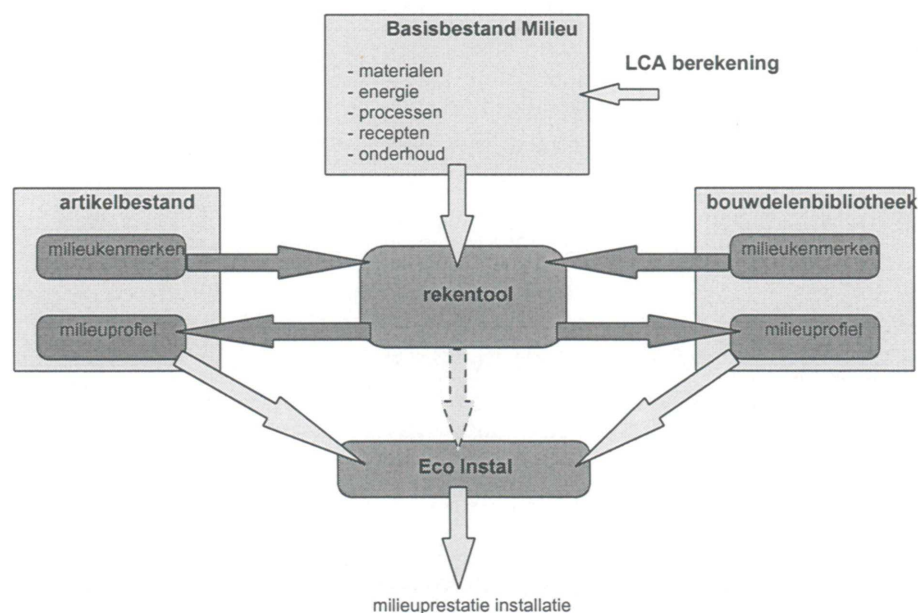 Basisbestand Milieu
- materialen
- energie
- processen
- recepten
- onderhoud
LCA berekening
artikelbestand
milieukenmerken
milieuprofiel
rekentool
bouwdelenbibliotheek
milieukenmerken
milieuprofiel
Eco Instal
milieuprestatie installatie